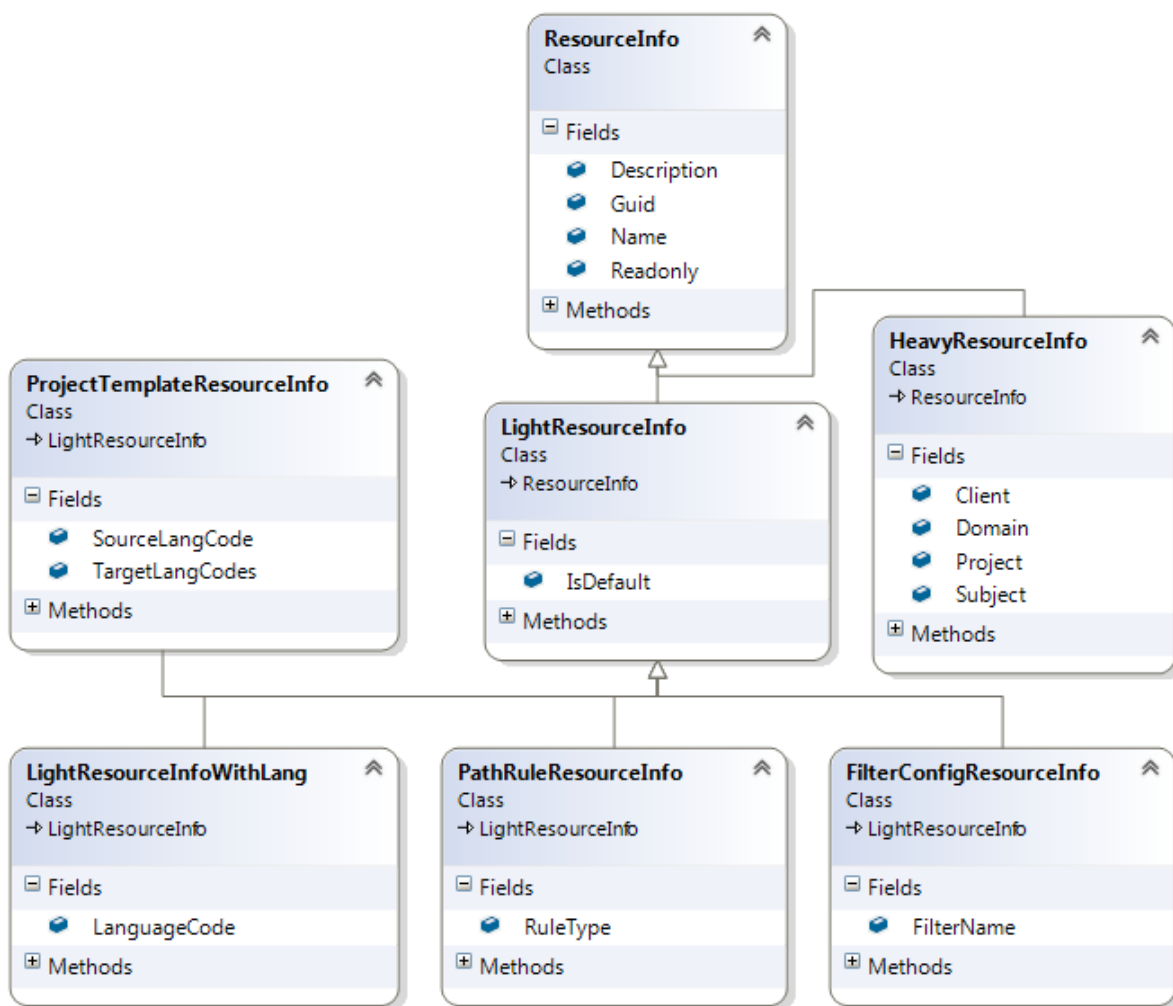 ResourceInfo
Class
Fields
Description
Guid
Name
Readonly
Methods
HeavyResourceInfo
Class
ResourceInfo
Fields
Client
Domain
Project
Subject
Methods
ProjectTemplateResourceInfo
Class
LightResourceInfo
Fields
SourceLangCode
TargetLangCodes
Methods
LightResourceInfo
Class
ResourceInfo
Fields
IsDefault
Methods
LightResourceInfoWithLang
Class
LightResourceInfo
Fields
LanguageCode
Methods
PathRuleResourceInfo
Class
LightResourceInfo
Fields
RuleType
Methods
FilterConfigResourceInfo
Class
LightResourceInfo
Fields
FilterName
Methods